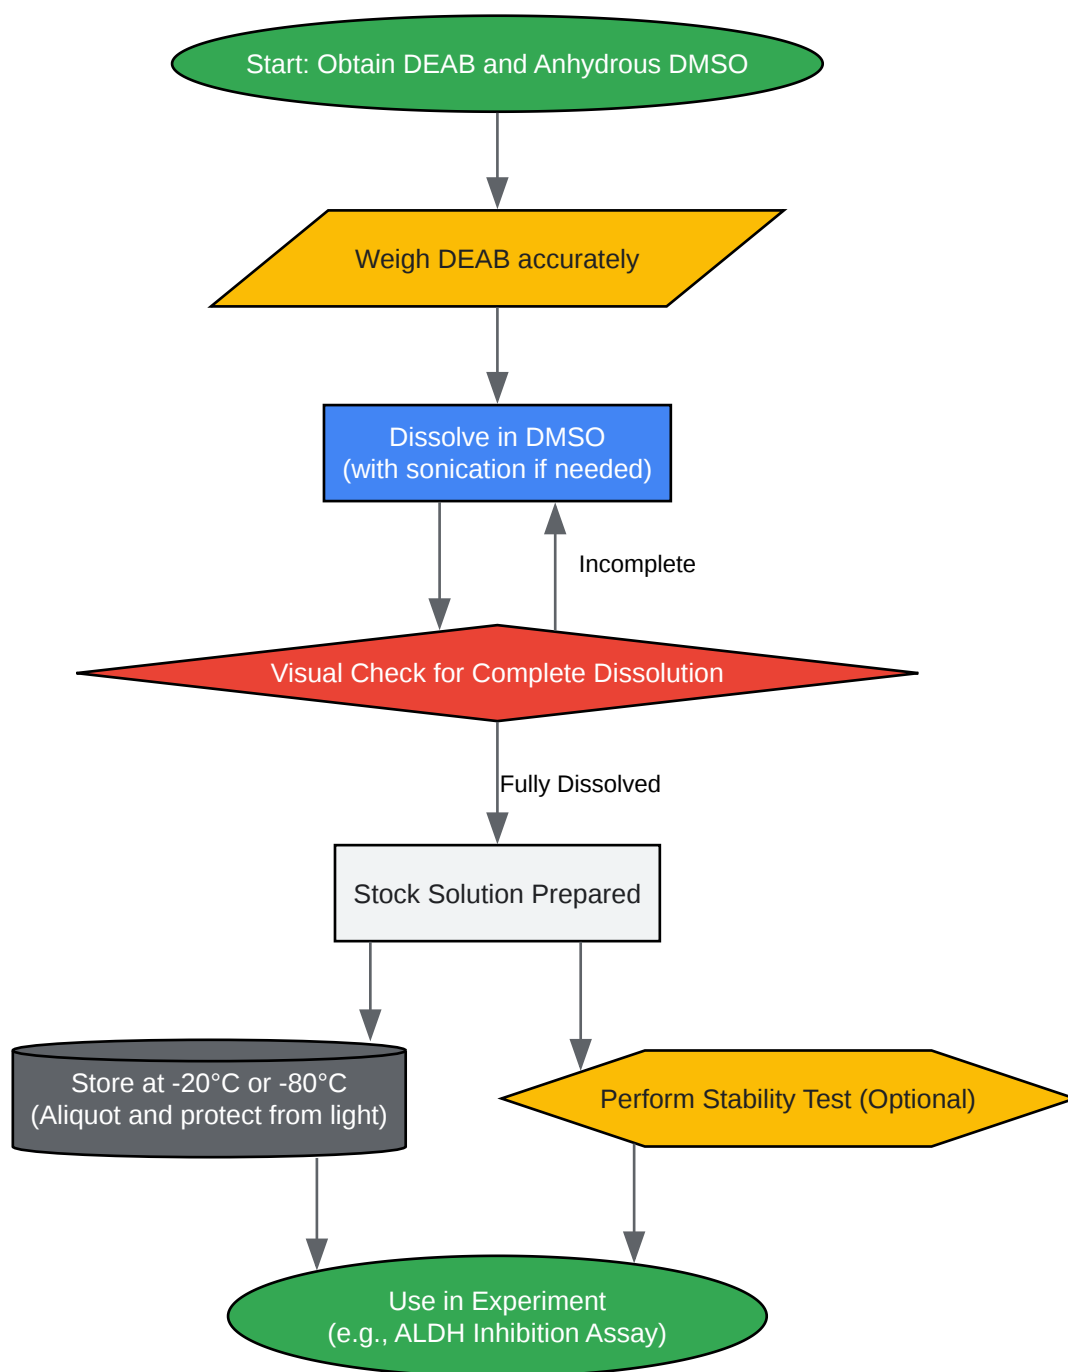 Start: Obtain DEAB and Anhydrous DMSO
Weigh DEAB accurately
Dissolve in DMSO
(with sonication if needed)
Incomplete
Visual Check for Complete Dissolution
Fully Dissolved
Stock Solution Prepared
Store at -20°C or -80°C
(Aliquot and protect from light)
Perform Stability Test (Optional)
Use in Experiment
(e.g., ALDH Inhibition Assay)